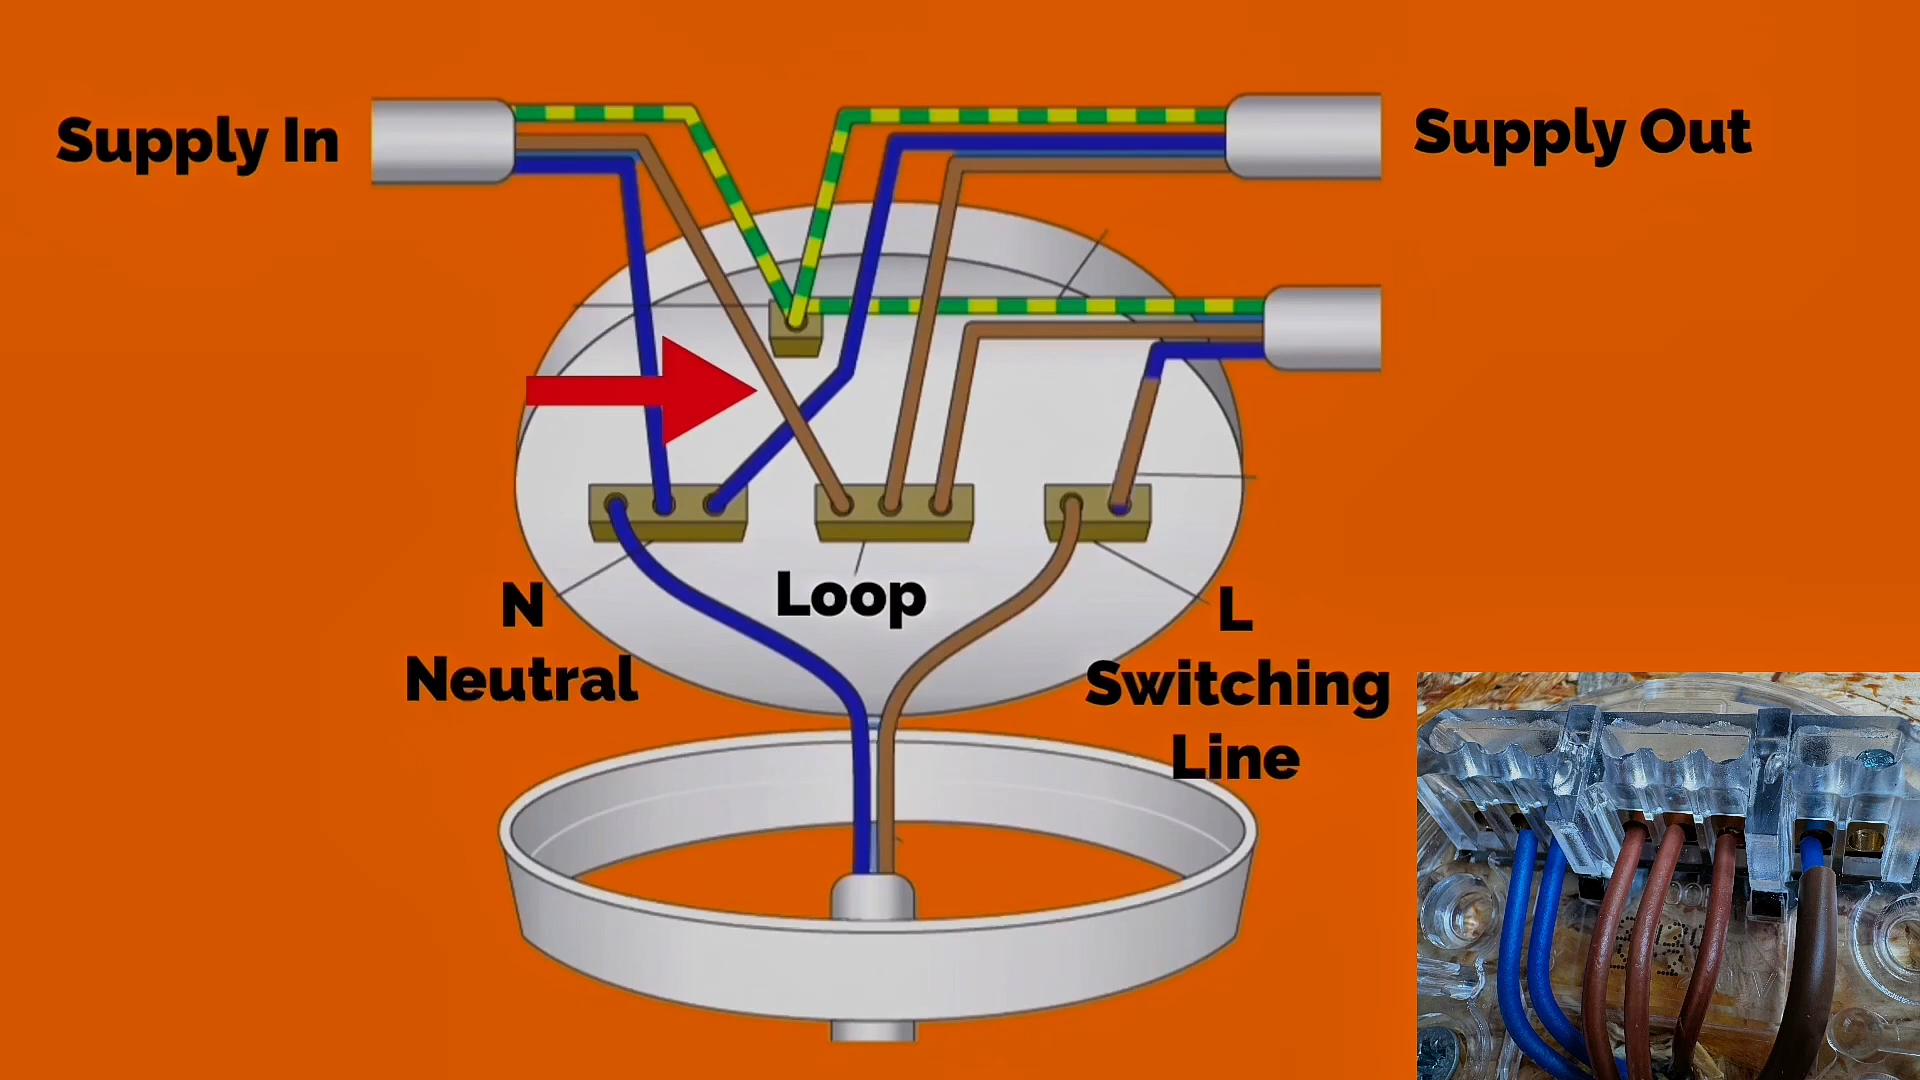 Supply In
Supply Out
N
Neutral
Loop
L
Switching
Line